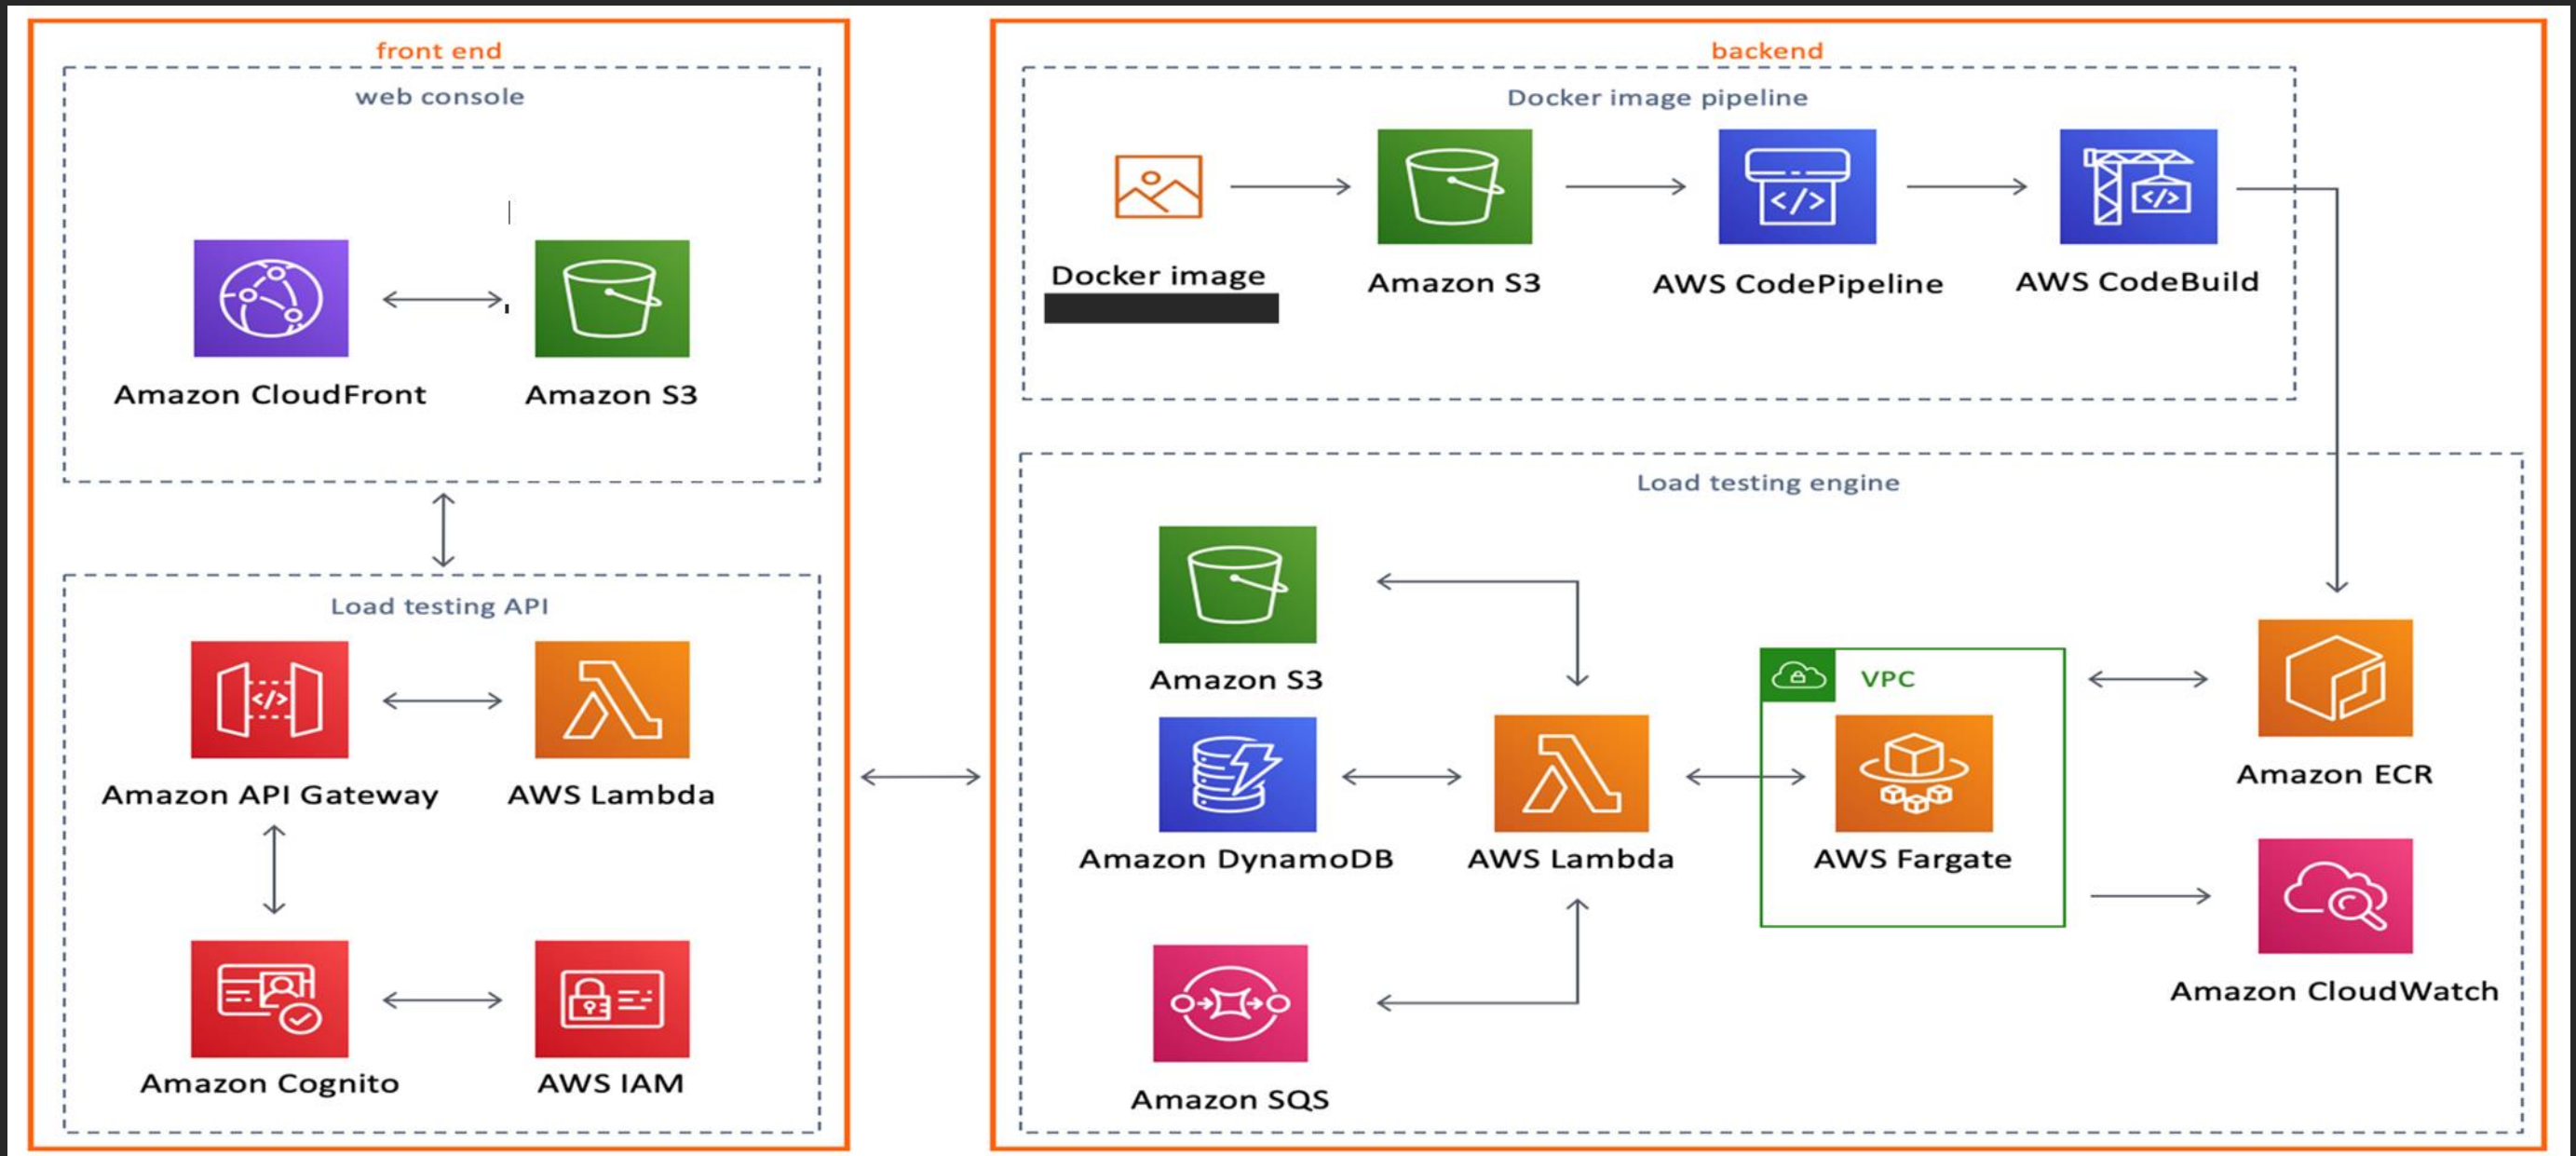 front end
web console
Amazon CloudFront
Amazon S3
Load testing API
Amazon API Gateway
AWS Lambda
Amazon Cognito
AWS IAM
backend
Docker image pipeline
Docker image
Amazon S3
AWS CodePipeline
AWS CodeBuild
Load testing engine
Amazon S3
VPC
Amazon ECR
Amazon DynamoDB
AWS Lambda
AWS Fargate
Amazon CloudWatch
Amazon SQS